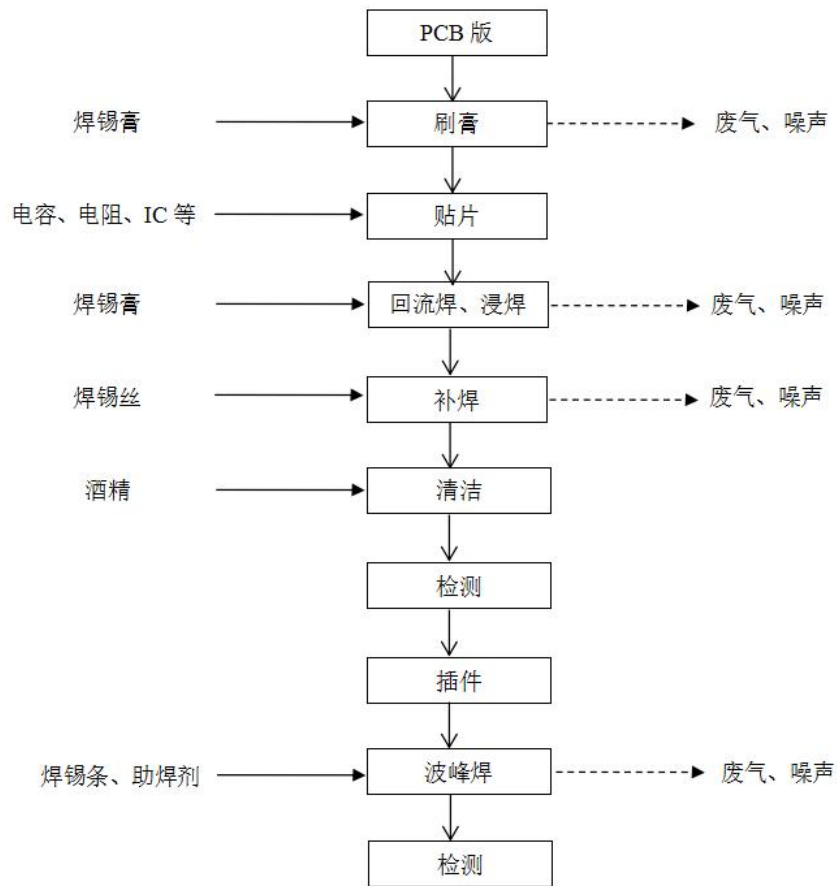 PCB 版
焊锡膏
刷膏
废气、噪声
电容、电阻、IC 等
贴片
焊锡膏
回流焊、浸焊
废气、噪声
焊锡丝
补焊
废气、噪声
酒精
清洁
检测
插件
焊锡条、助焊剂
波峰焊
废气、噪声
检测